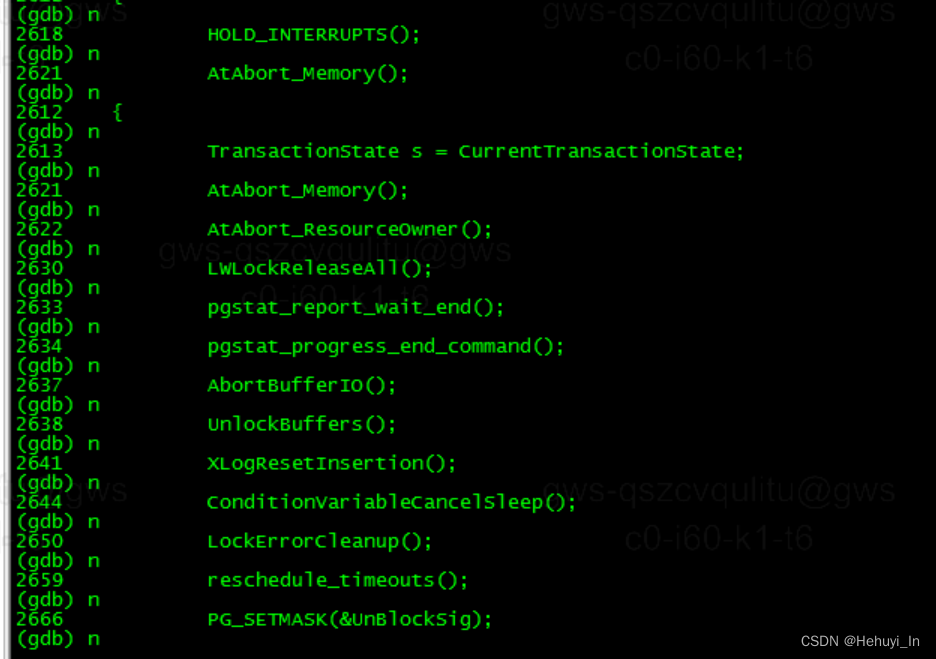 (gdb) n
2618 HOLD_INTERRUPTS();
(gdb) n
2621 AtAbort_Memory();
(gdb) n
2612 {
(gdb) n
2613 TransactionState s = CurrentTransactionState;
(gdb) n
2621 AtAbort_Memory();
(gdb) n
2622 AtAbort_ResourceOwner();
(gdb) n
2630 LWLockReleaseAll();
(gdb) n
2633 pgstat_report_wait_end();
(gdb) n
2634 pgstat_progress_end_command();
(gdb) n
2637 AbortBufferIO();
(gdb) n
2638 UnlockBuffers();
(gdb) n
2641 XLogResetInsertion();
(gdb) n
2644 ConditionVariableCancelSleep();
(gdb) n
2650 LockErrorCleanup();
(gdb) n
2659 reschedule_timeouts();
(gdb) n
2666 PG_SETMASK(&UnBlockSig);
(gdb) n
gws-qszcvqulitu@gws
c0-i60-k1-t6
gws-qszcvqulitu@gws
c0-i60-k1-t6
gws-qszcvqulitu@gws
c0-i60-k1-t6
CSDN @Hehuyi_In